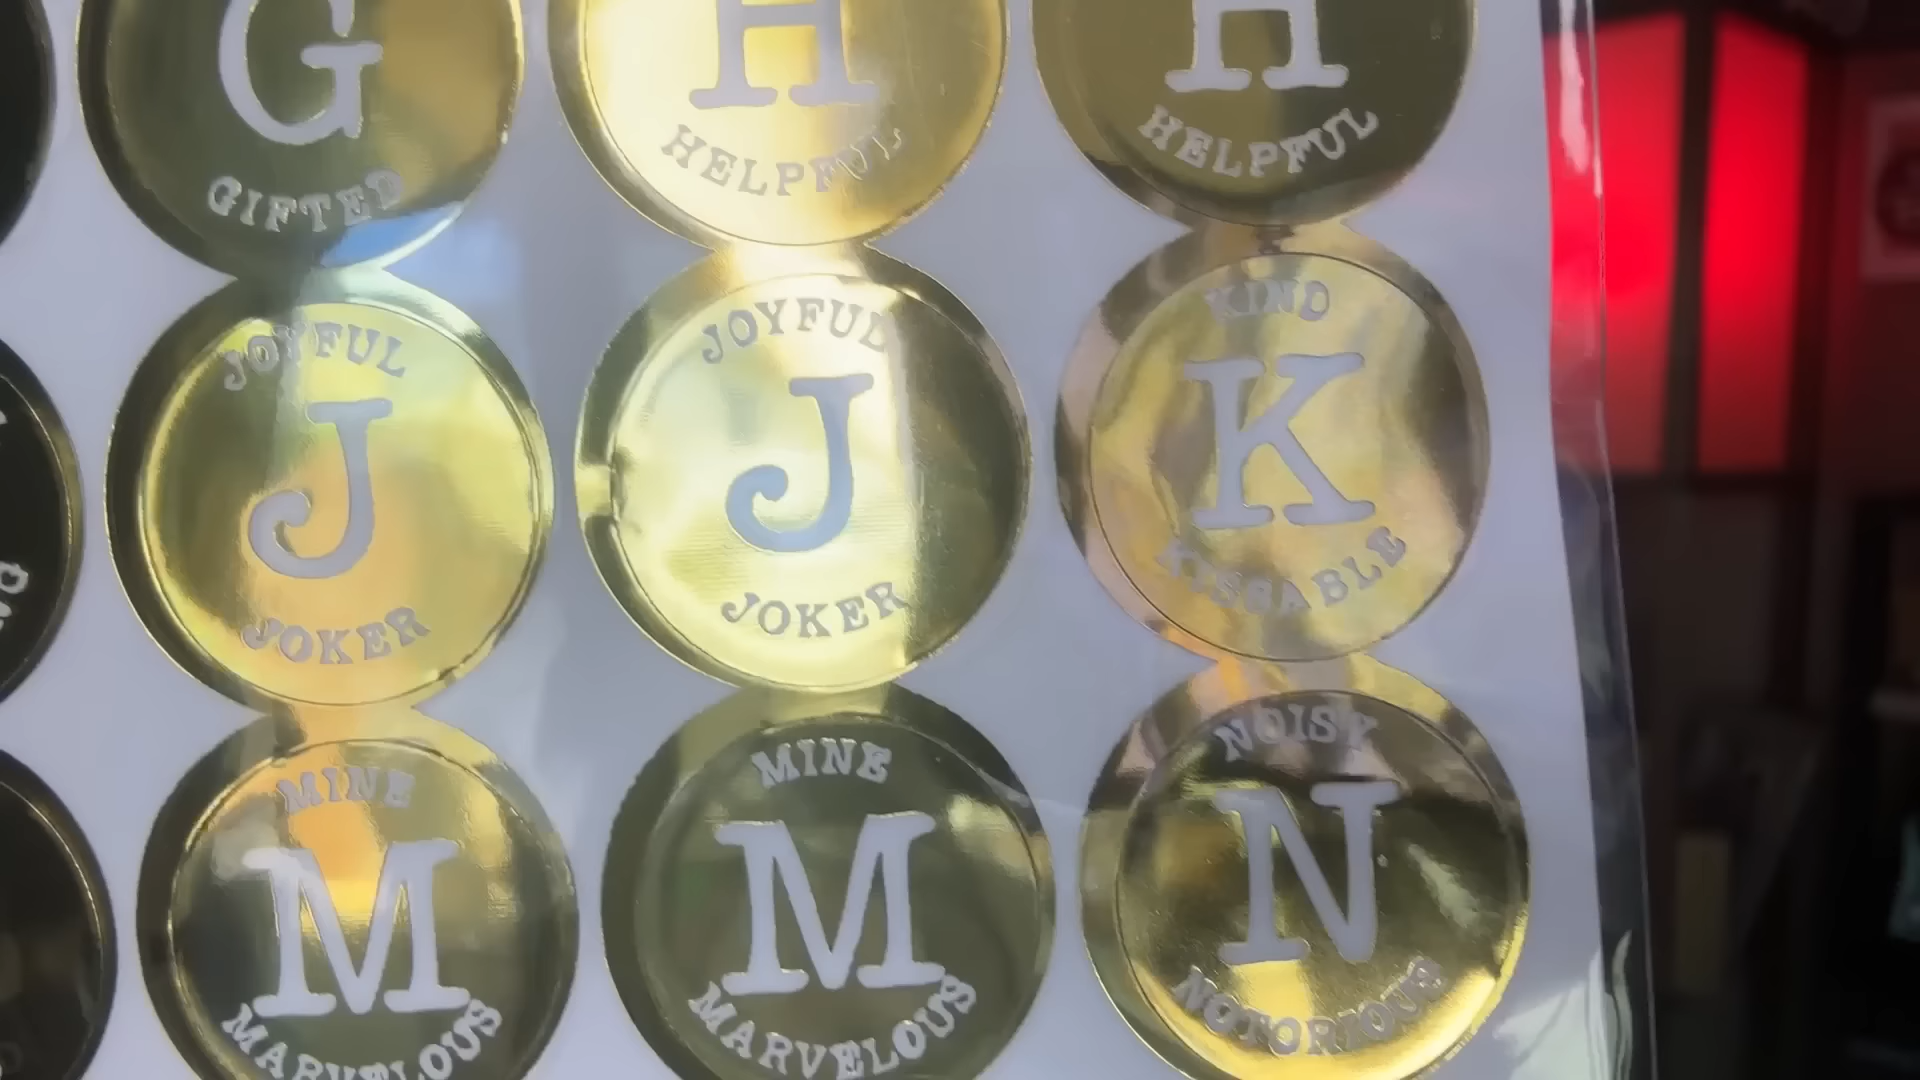 G
GIFTED
H
HELPFUL
H
HELPFUL
JOYFUL
J
JOKER
JOYFUL
J
JOKER
KIND
K
KISSABLE
MINE
M
MARVELOUS
MINE
M
MARVELOUS
NOISY
N
NOTORIOUS